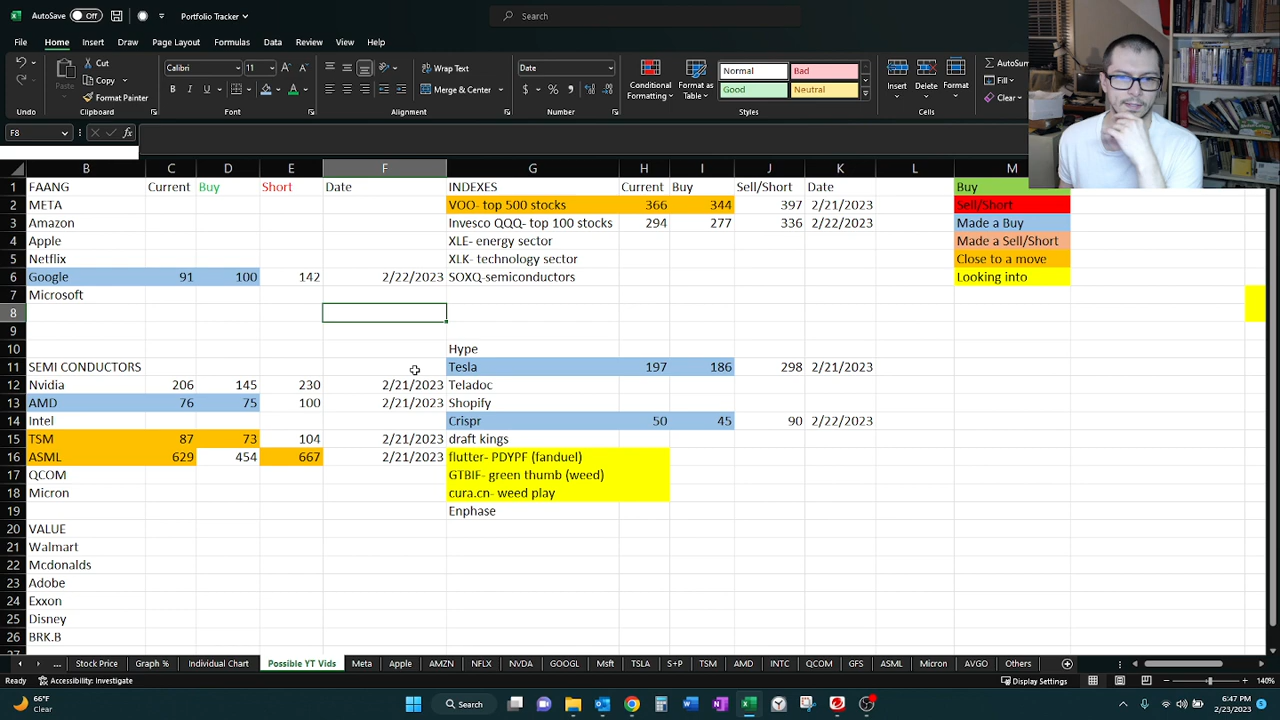 AutoSave Off Portfolio Tracker Search
File Home Insert Draw Page Layout Formulas Data Review View Help
Cut Calibri 11 Wrap Text Date Normal Bad AutoSum
Copy Fill
Paste Format Painter B I U Merge & Center $ % Conditional Formatting Format as Table Good Neutral Insert Delete Format Clear
Undo Clipboard Font Alignment Number Styles Cells
F8 fx
B C D E F G H I J K L M
1 FAANG Current Buy Short Date INDEXES Current Buy Sell/Short Date Buy
2 META VOO- top 500 stocks 366 344 397 2/21/2023 Sell/Short
3 Amazon Invesco QQQ- top 100 stocks 294 277 336 2/22/2023 Made a Buy
4 Apple XLE- energy sector Made a Sell/Short
5 Netflix XLK- technology sector Close to a move
6 Google 91 100 142 2/22/2023 SOXQ-semiconductors Looking into
7 Microsoft
8
9
10 Hype
11 SEMI CONDUCTORS Tesla 197 186 298 2/21/2023
12 Nvidia 206 145 230 2/21/2023 Teladoc
13 AMD 76 75 100 2/21/2023 Shopify
14 Intel Crispr 50 45 90 2/22/2023
15 TSM 87 73 104 2/21/2023 draft kings
16 ASML 629 454 667 2/21/2023 flutter- PDYPF (fanduel)
17 QCOM GTBIF- green thumb (weed)
18 Micron cura.cn- weed play
19 Enphase
20 VALUE
21 Walmart
22 Mcdonalds
23 Adobe
24 Exxon
25 Disney
26 BRK.B
27
... Stock Price Graph % Individual Chart Possible YT Vids Meta Apple AMZN NFLX NVDA GOOGL Msft TSLA S+P TSM AMD INTC QCOM GFS ASML Micron AVGO Others
Ready Accessibility: Investigate Display Settings 140%
66°F Clear Search 6:47 PM 2/23/2023